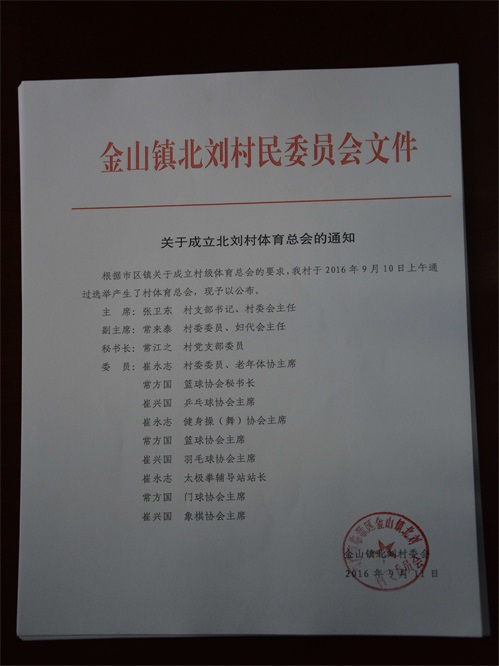 金山镇北刘村民委员会文件
关于成立北刘村体育总会的通知
根据市区镇关于成立村级体育总会的要求,我村于2016年9月10日上午通
过选举产生了村体育总会。现予以公布。
主 席:张卫东 村支部书记、村委会主任
副主席:常来泰 村委委员、妇代会主任
秘书长:常江之 村党支部委员
委 员:崔永志 村委委员、老年体协主席
常方国 篮球协会秘书长
崔兴国 乒乓球协会主席
崔永志 健身操(舞)协会主席
常方国 篮球协会主席
崔兴国 羽毛球协会主席
崔永志 太极拳辅导站站长
常方国 门球协会主席
崔兴国 象棋协会主席
金山镇北刘村委会
2016年9月11日